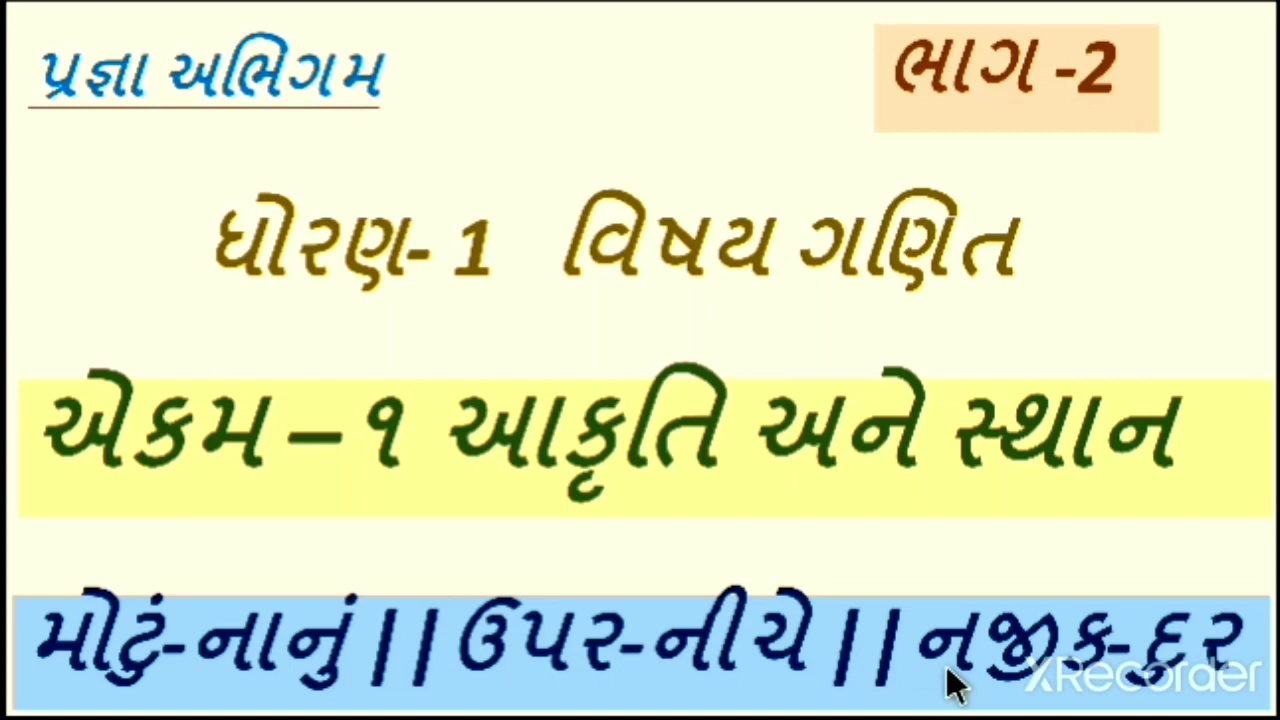 પ્રજ્ઞા અભિગમ
ભાગ -2
ધોરણ- 1 વિષય ગણિત
એકમ – ૧ આકૃતિ અને સ્થાન
મોટું-નાનું || ઉપર-નીચે || નજીક-દુર
XRecorder